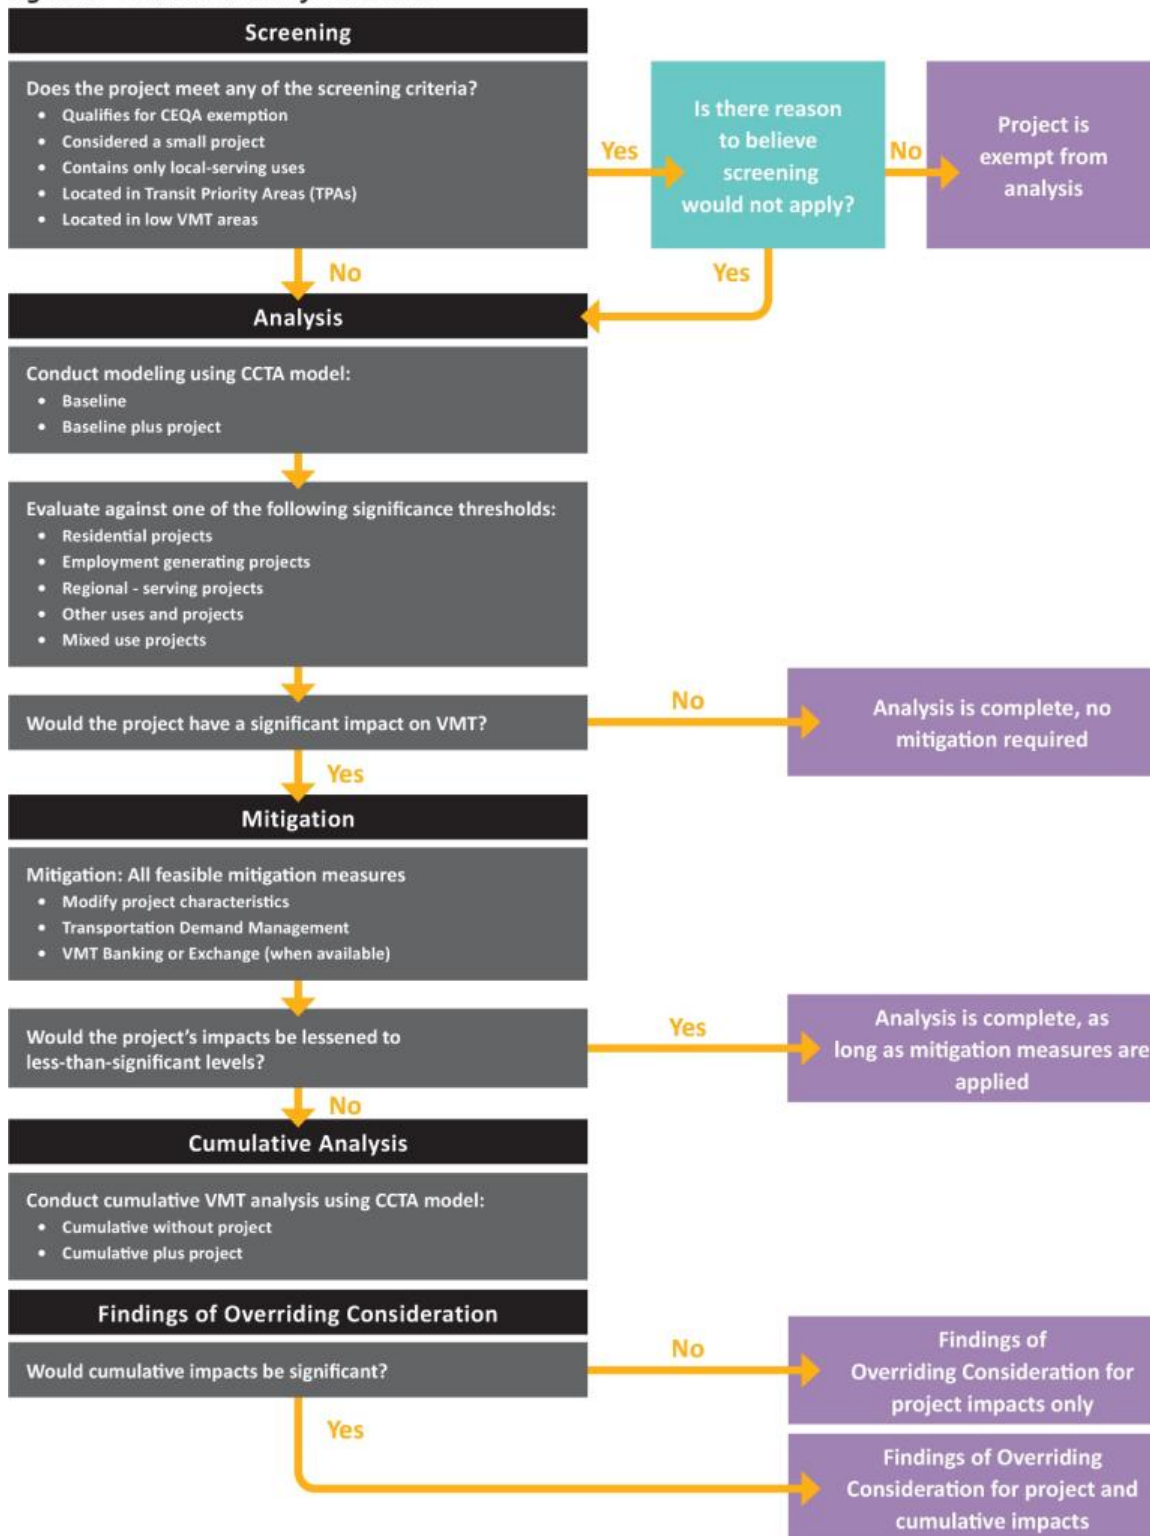 Screening
Does the project meet any of the screening criteria?
• Qualifies for CEQA exemption
• Considered a small project
• Contains only local-serving uses
• Located in Transit Priority Areas (TPAs)
• Located in low VMT areas
Yes
Is there reason
to believe
screening
would not apply?
No
Project is
exempt from
analysis
No
Yes
Analysis
Conduct modeling using CCTA model:
• Baseline
• Baseline plus project
Evaluate against one of the following significance thresholds:
• Residential projects
• Employment generating projects
• Regional - serving projects
• Other uses and projects
• Mixed use projects
Would the project have a significant impact on VMT?
No
Analysis is complete, no
mitigation required
Yes
Mitigation
Mitigation: All feasible mitigation measures
• Modify project characteristics
• Transportation Demand Management
• VMT Banking or Exchange (when available)
Would the project's impacts be lessened to
less-than-significant levels?
Yes
Analysis is complete, as
long as mitigation measures are
applied
No
Cumulative Analysis
Conduct cumulative VMT analysis using CCTA model:
• Cumulative without project
• Cumulative plus project
Findings of Overriding Consideration
Would cumulative impacts be significant?
No
Findings of
Overriding Consideration for
project impacts only
Yes
Findings of Overriding
Consideration for project and
cumulative impacts